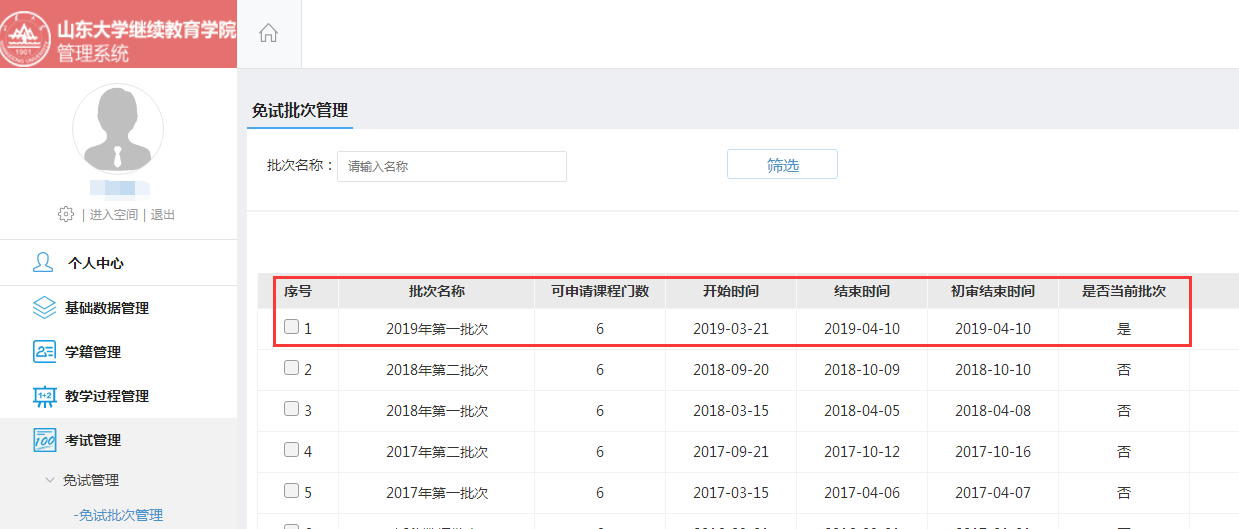 山东大学继续教育学院
管理系统
1901
进入空间 | 退出
个人中心
基础数据管理
学籍管理
教学过程管理
考试管理
免试管理
-免试批次管理
免试批次管理
批次名称： 请输入名称 筛选
序号 批次名称 可申请课程门数 开始时间 结束时间 初审结束时间 是否当前批次
1 2019年第一批次 6 2019-03-21 2019-04-10 2019-04-10 是
2 2018年第二批次 6 2018-09-20 2018-10-09 2018-10-10 否
3 2018年第一批次 6 2018-03-15 2018-04-05 2018-04-08 否
4 2017年第二批次 6 2017-09-21 2017-10-12 2017-10-16 否
5 2017年第一批次 6 2017-03-15 2017-04-06 2017-04-07 否